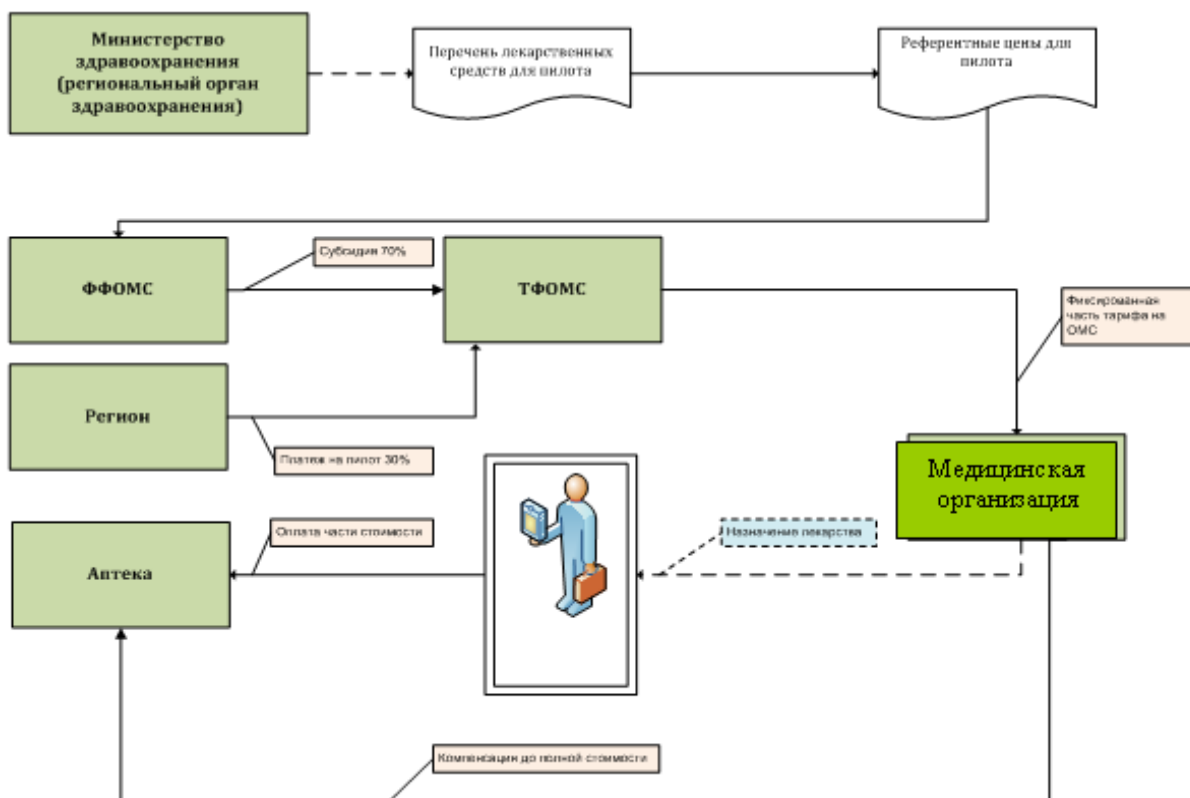 Министерство
здравоохранения
(региональный орган
здравоохранения)
Перечень лекарственных
средств для пилота
Референтные цены для
пилота
ФФОМС
Субсидия 70%
ТФОМС
Фиксированная
часть тарифа на
ОМС
Регион
Платеж на пилот 30%
Медицинская
организация
Аптека
Оплата части стоимости
Назначение лекарства
Компенсация до полной стоимости